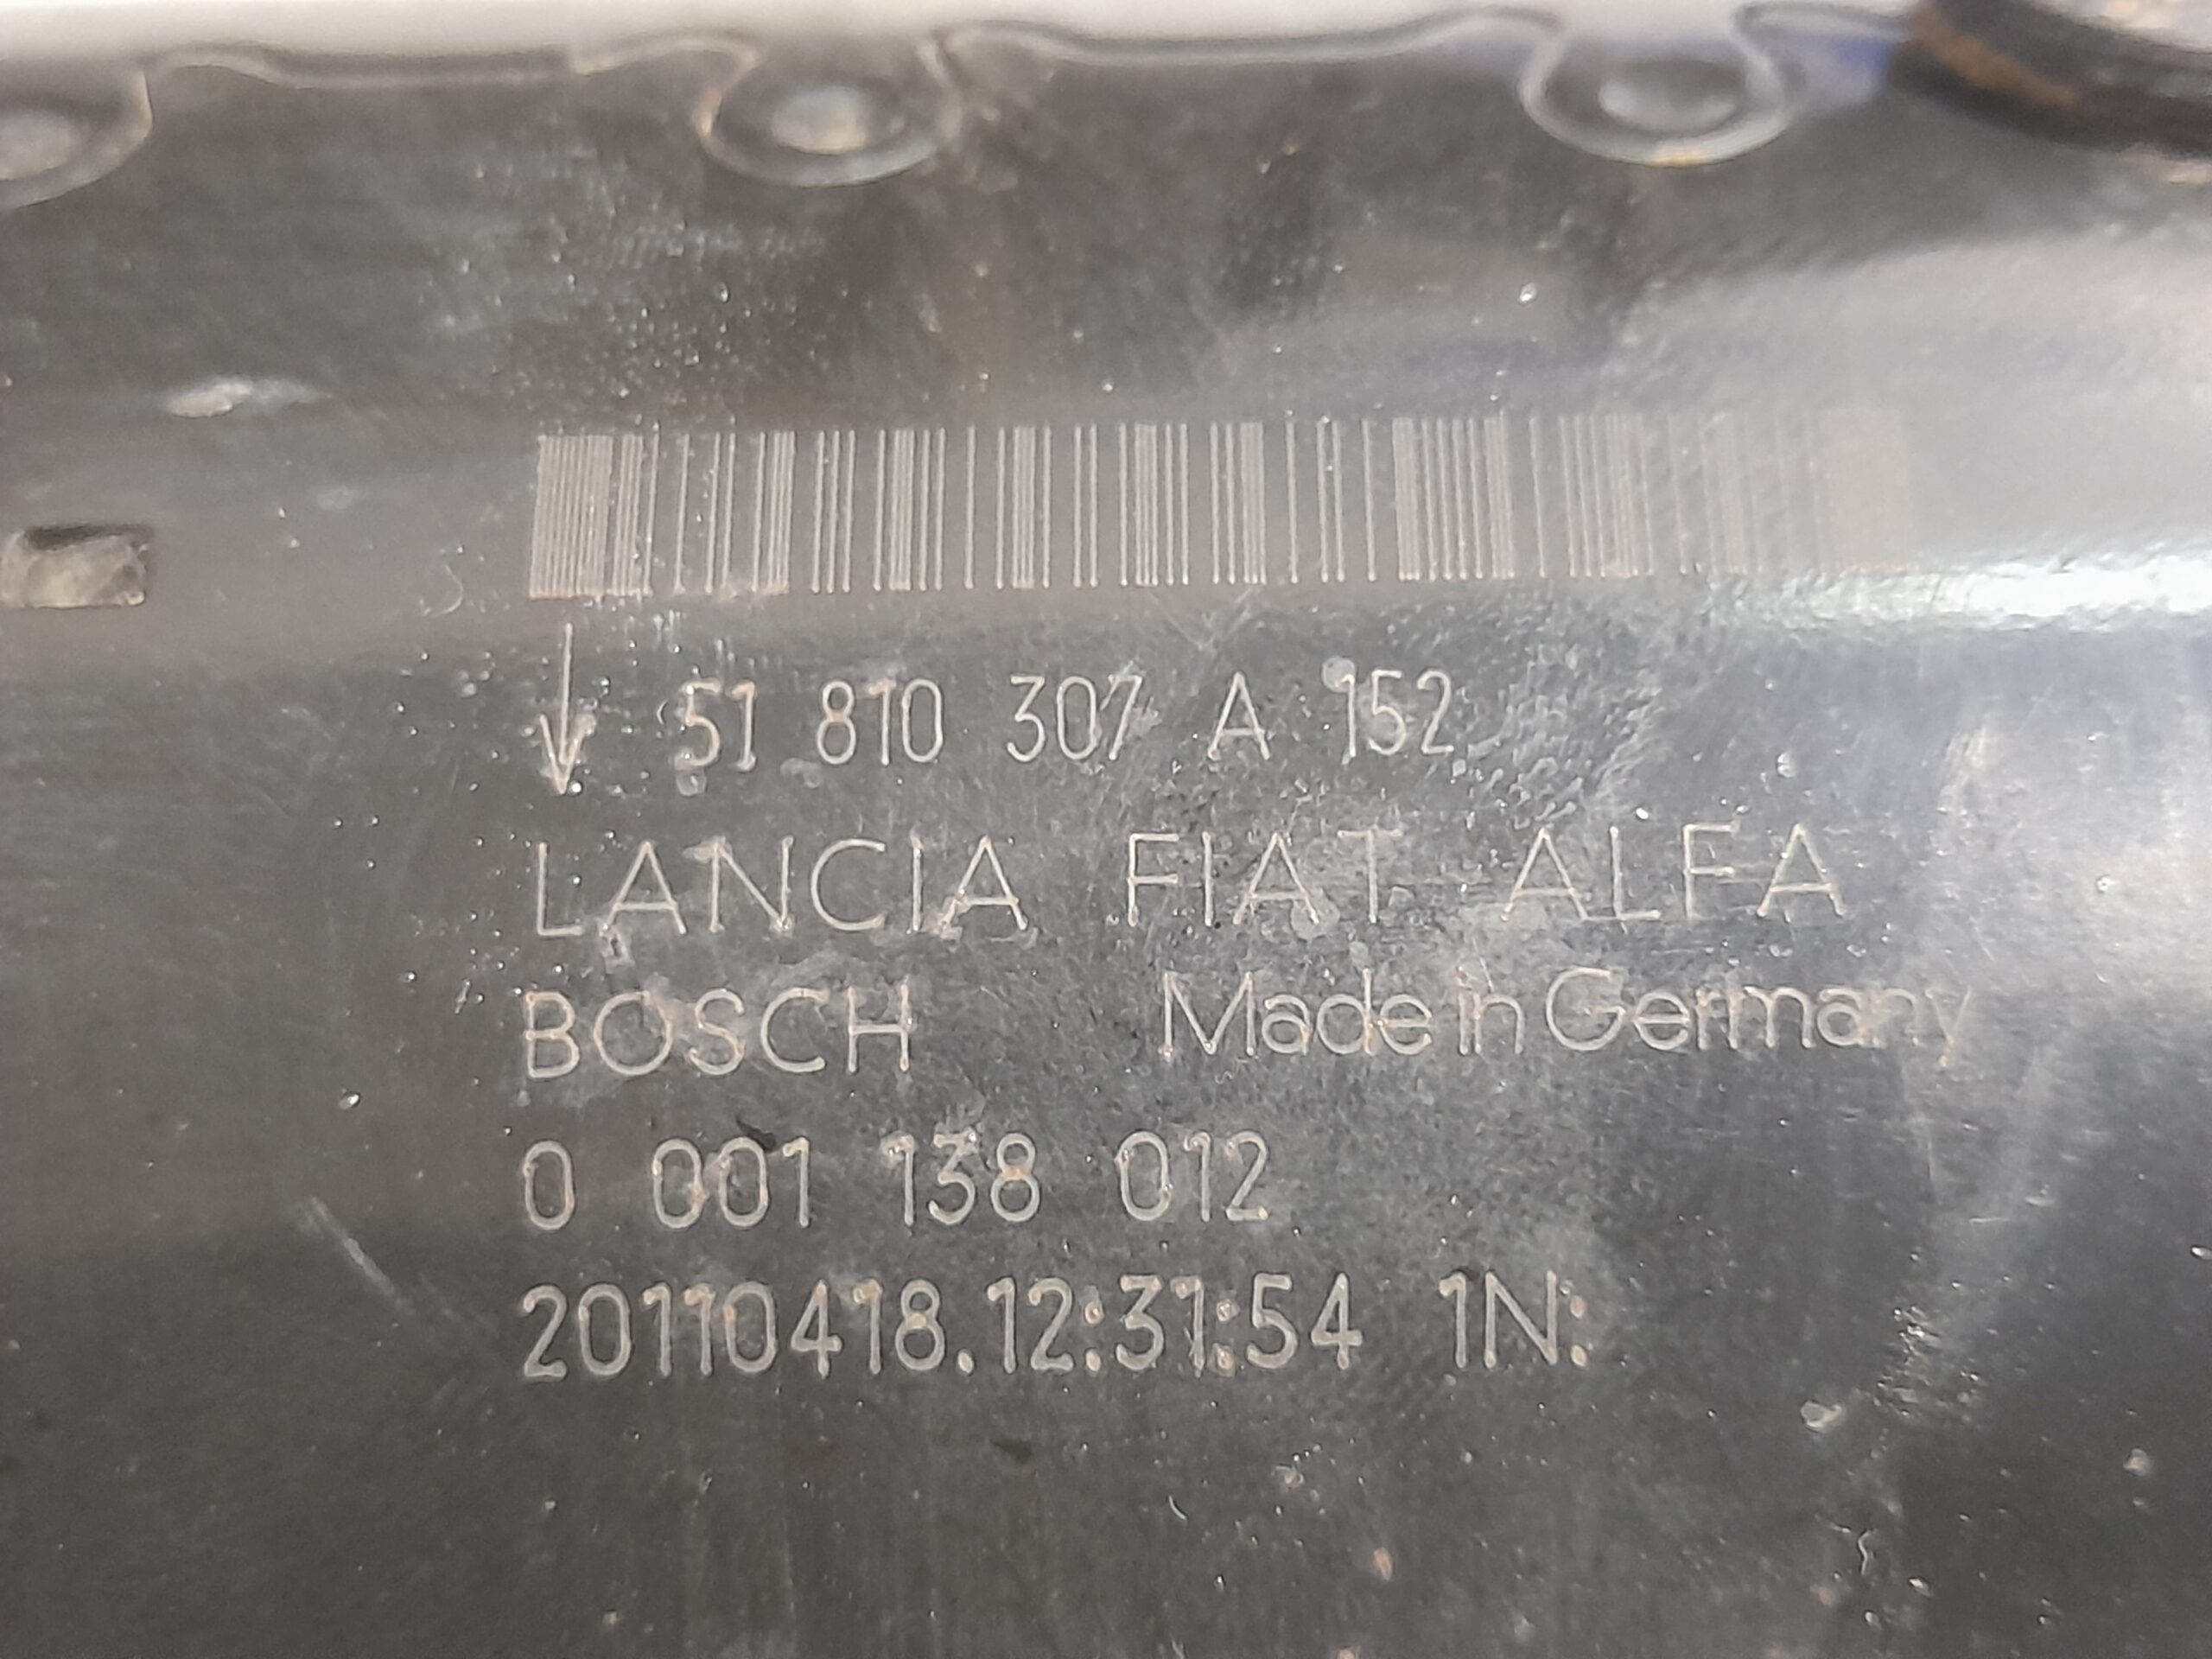 51 810 307 A 152
LANCIA FIAT ALFA
BOSCH Made in Germany
0 001 138 012
20110418.12:31:54 1N: